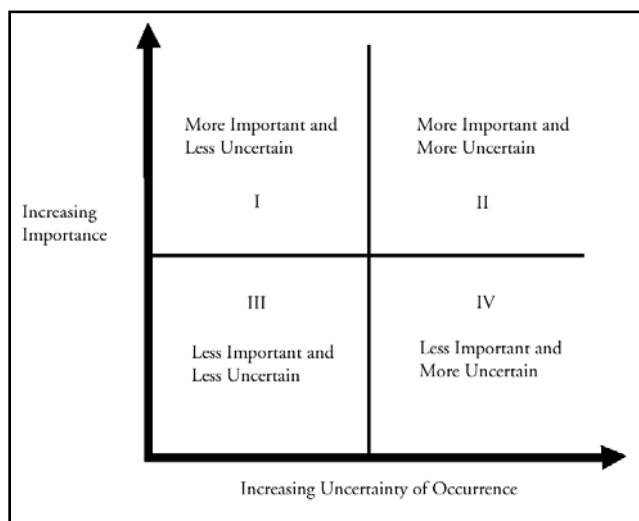 More Important and
Less Uncertain
I
More Important and
More Uncertain
II
Increasing
Importance
III
Less Important and
Less Uncertain
IV
Less Important and
More Uncertain
Increasing Uncertainty of Occurrence